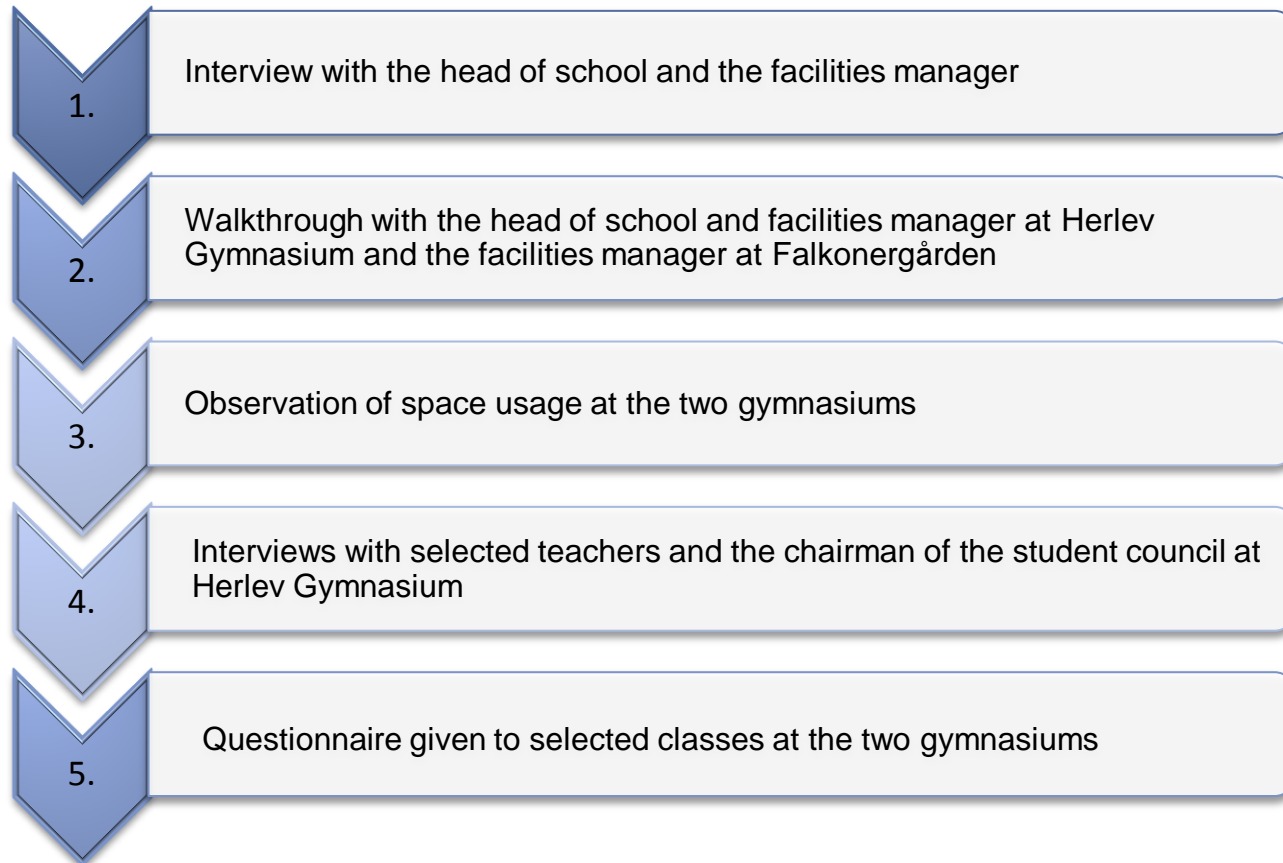 1.
Interview with the head of school and the facilities manager
2.
Walkthrough with the head of school and facilities manager at Herlev
Gymnasium and the facilities manager at Falkonergården
3.
Observation of space usage at the two gymnasiums
4.
Interviews with selected teachers and the chairman of the student council at
Herlev Gymnasium
5.
Questionnaire given to selected classes at the two gymnasiums